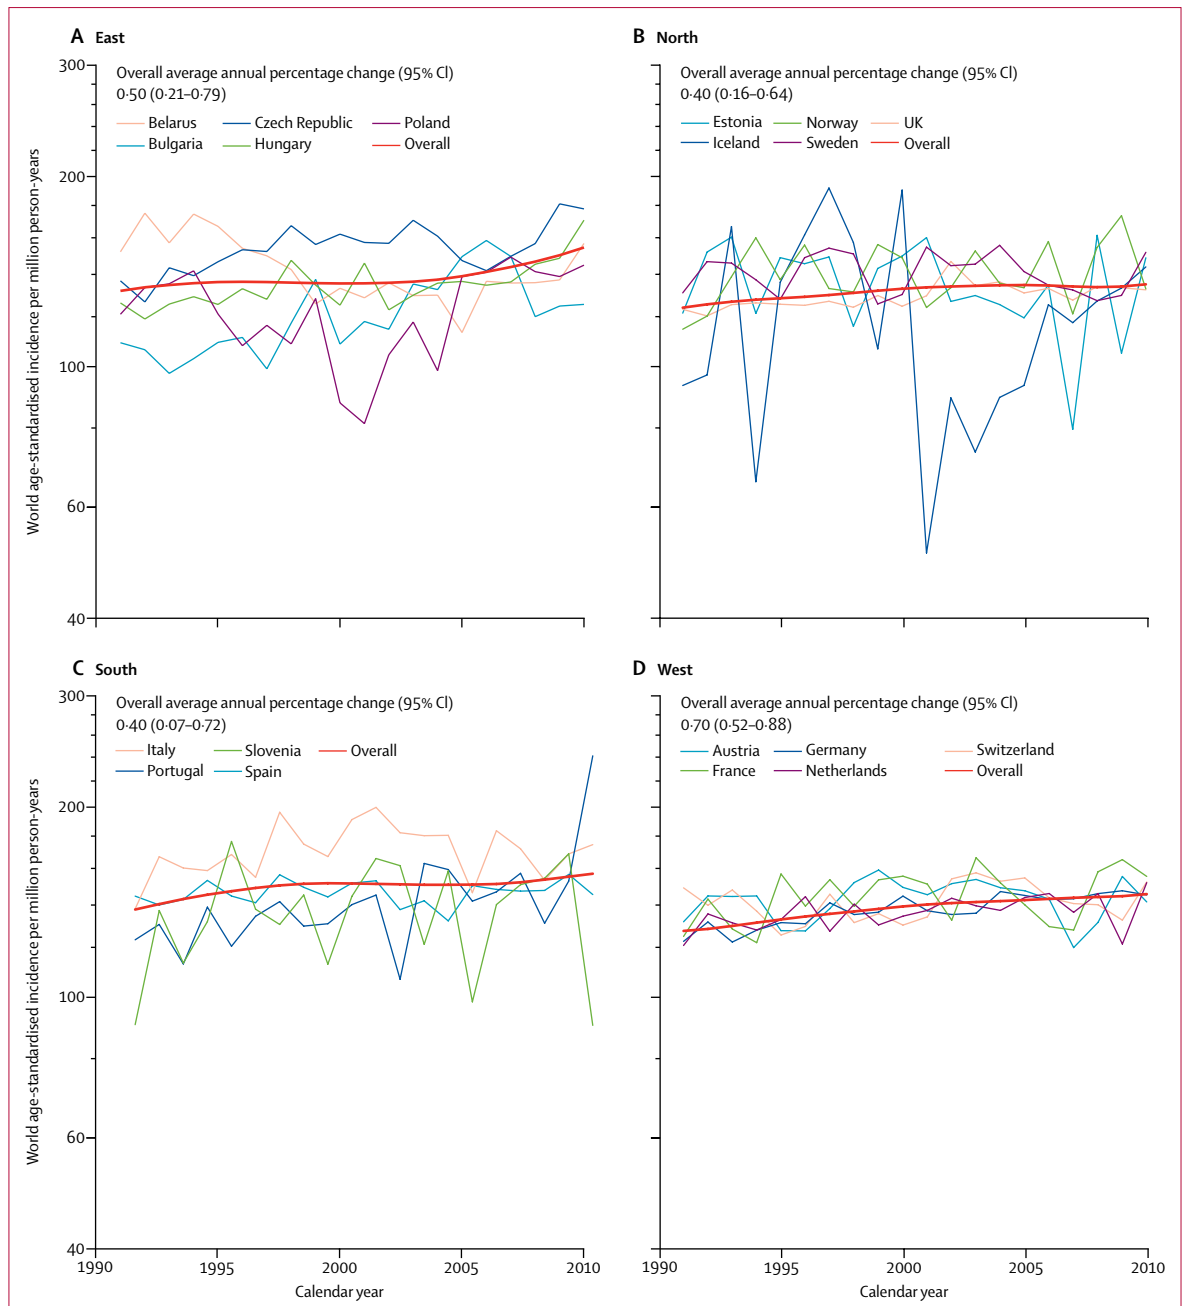 A East
Overall average annual percentage change (95% CI)
0·50 (0·21–0·79)
Belarus Czech Republic Poland
Bulgaria Hungary Overall
300
200
100
60
40
World age-standardised incidence per million person-years
B North
Overall average annual percentage change (95% CI)
0·40 (0·16–0·64)
Estonia Norway UK
Iceland Sweden Overall
C South
Overall average annual percentage change (95% CI)
0·40 (0·07–0·72)
Italy Slovenia Overall
Portugal Spain
300
200
100
60
40
World age-standardised incidence per million person-years
1990 1995 2000 2005 2010
Calendar year
D West
Overall average annual percentage change (95% CI)
0·70 (0·52–0·88)
Austria Germany Switzerland
France Netherlands Overall
1990 1995 2000 2005 2010
Calendar year